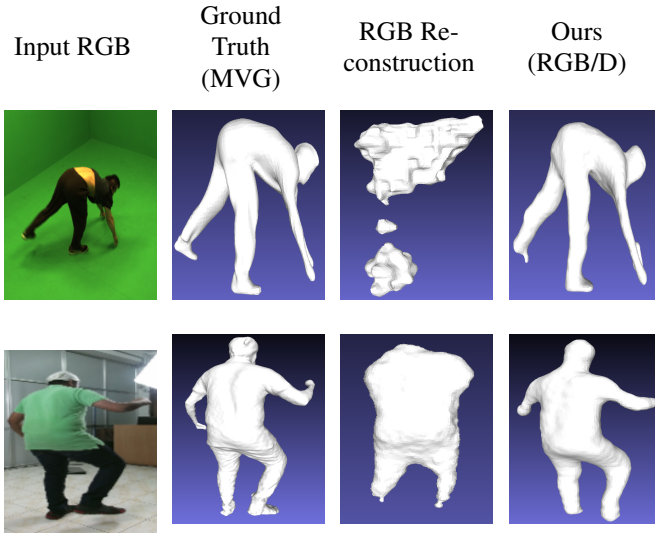 Input RGB
Ground
Truth
(MVG)
RGB Re-
construction
Ours
(RGB/D)